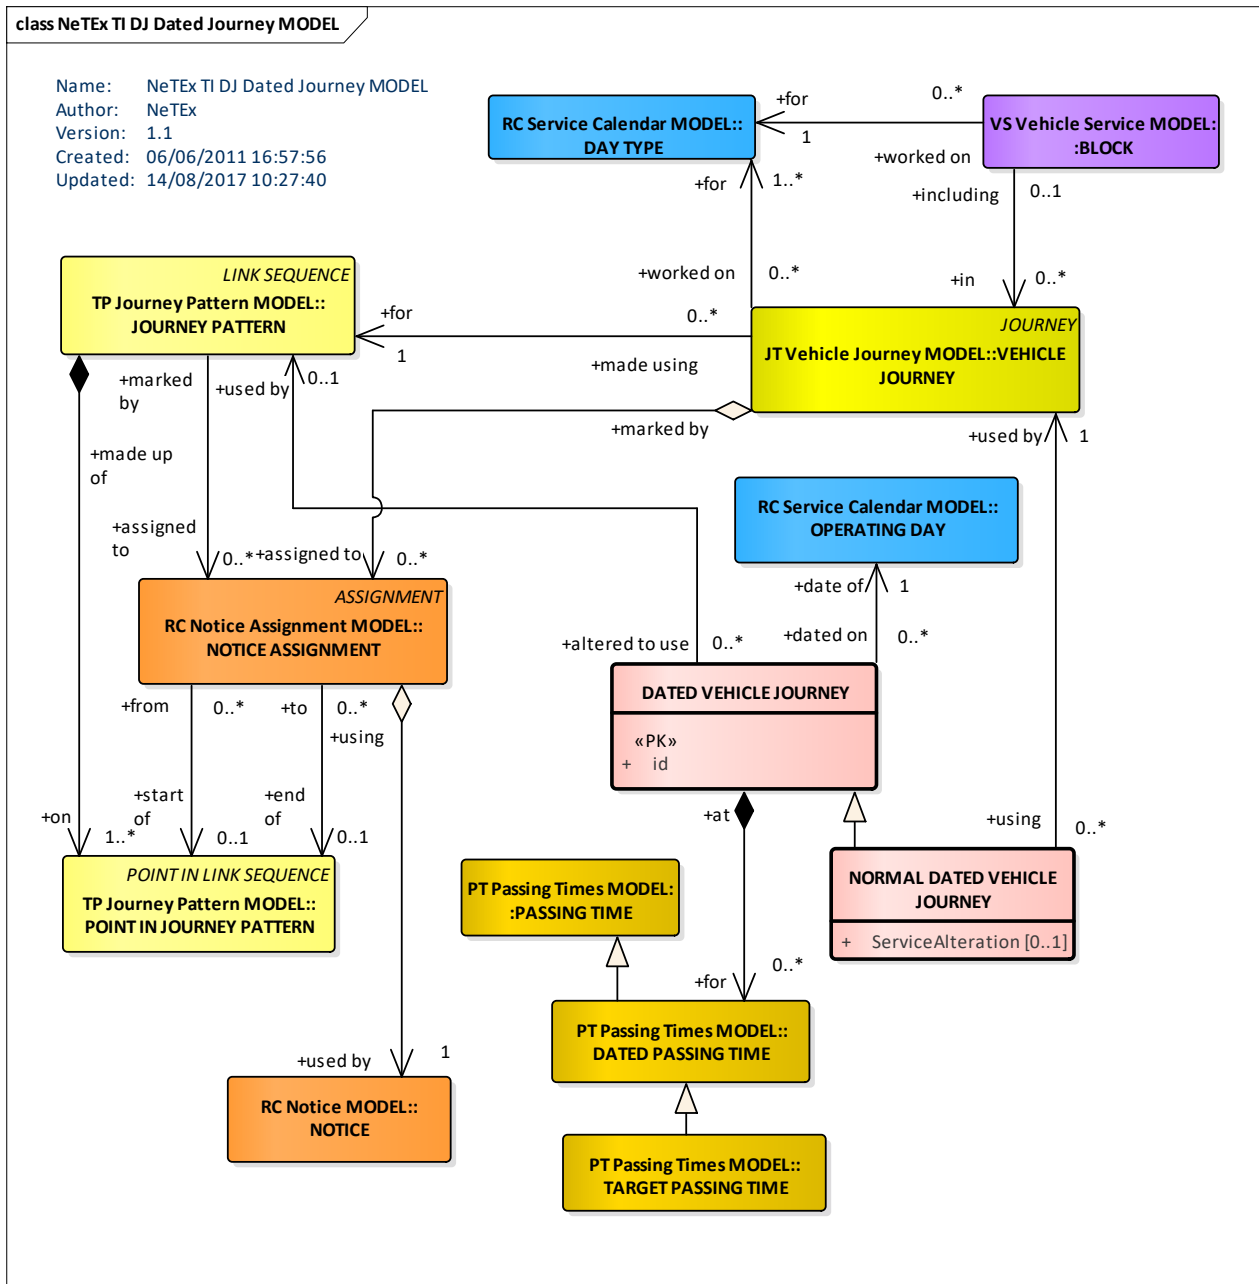 class NeTEx TI DJ Dated Journey MODEL
Name: NeTEx TI DJ Dated Journey MODEL
Author: NeTEx
Version: 1.1
Created: 06/06/2011 16:57:56
Updated: 14/08/2017 10:27:40
RC Service Calendar MODEL::
DAY TYPE
+for
1
0..*
+worked on
VS Vehicle Service MODEL:
:BLOCK
+for
1..*
+including
0..1
+worked on
0..*
+in
0..*
LINK SEQUENCE
TP Journey Pattern MODEL::
JOURNEY PATTERN
+for
1
0..*
+made using
JOURNEY
JT Vehicle Journey MODEL::VEHICLE
JOURNEY
+marked
by
+used by
0..1
+marked by
+used by
1
+made up
of
+assigned
to
0..*
+assigned to
0..*
RC Service Calendar MODEL::
OPERATING DAY
+date of
1
+dated on
0..*
ASSIGNMENT
RC Notice Assignment MODEL::
NOTICE ASSIGNMENT
+altered to use
0..*
DATED VEHICLE JOURNEY
«PK»
+ id
+from
0..*
+to
0..*
+using
+start
of
0..1
+end
of
0..1
+on
1..*
+at
+using
0..*
POINT IN LINK SEQUENCE
TP Journey Pattern MODEL::
POINT IN JOURNEY PATTERN
PT Passing Times MODEL:
:PASSING TIME
NORMAL DATED VEHICLE
JOURNEY
+ ServiceAlteration [0..1]
+for
0..*
PT Passing Times MODEL::
DATED PASSING TIME
+used by
1
RC Notice MODEL::
NOTICE
PT Passing Times MODEL::
TARGET PASSING TIME